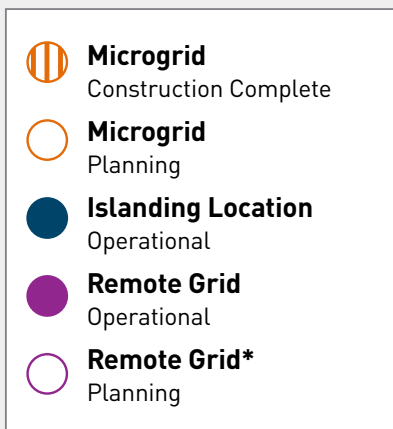 Microgrid
Construction Complete
Microgrid
Planning
Islanding Location
Operational
Remote Grid
Operational
Remote Grid*
Planning